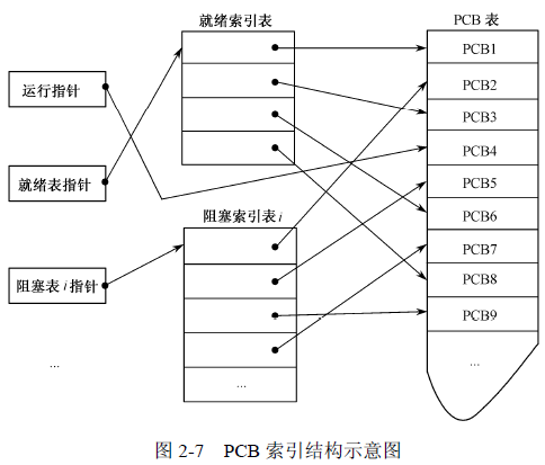 就绪索引表
PCB 表
运行指针
就绪表指针
阻塞索引表 i
阻塞表 i 指针
...
...
PCB1
PCB2
PCB3
PCB4
PCB5
PCB6
PCB7
PCB8
PCB9
...
图 2-7 PCB 索引结构示意图